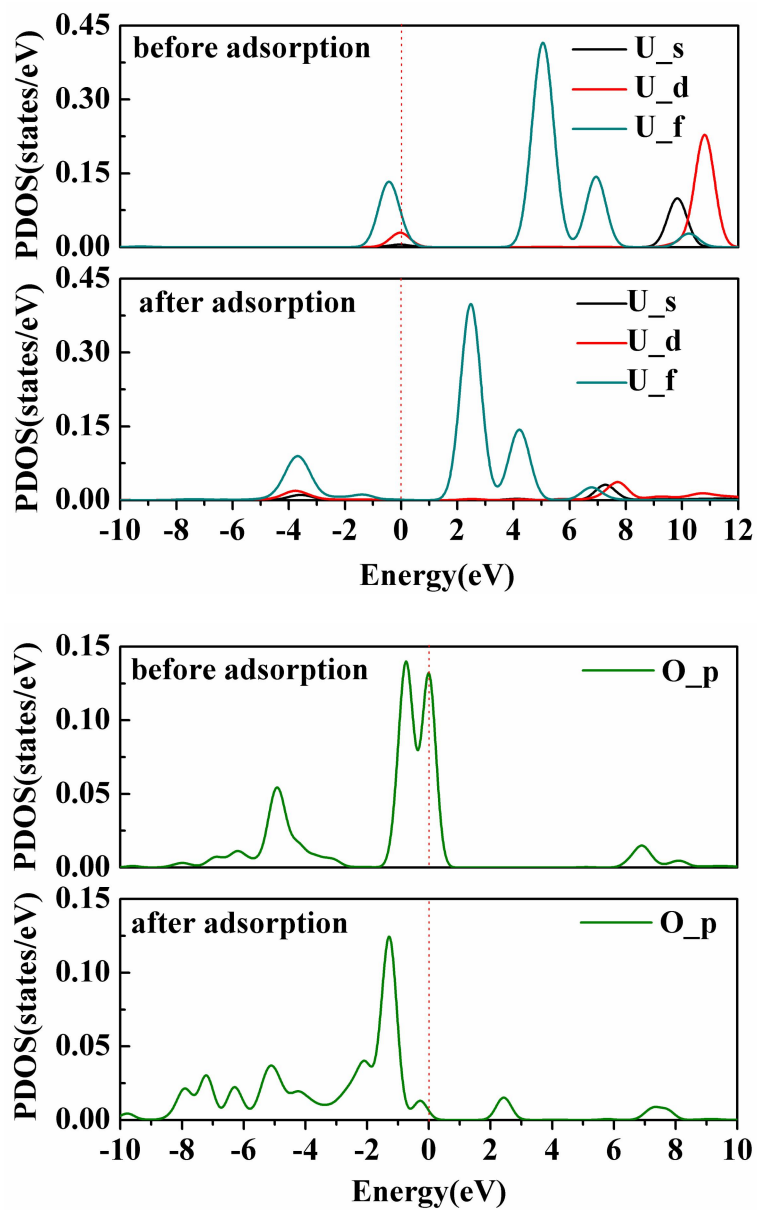 before adsorption
U_s
U_d
U_f
PDOS(states/eV)
0.45
0.30
0.15
0.00
after adsorption
U_s
U_d
U_f
PDOS(states/eV)
0.45
0.30
0.15
0.00
-10 -8 -6 -4 -2 0 2 4 6 8 10 12
Energy(eV)
before adsorption
O_p
PDOS(states/eV)
0.15
0.10
0.05
0.00
after adsorption
O_p
PDOS(states/eV)
0.15
0.10
0.05
0.00
-10 -8 -6 -4 -2 0 2 4 6 8 10
Energy(eV)